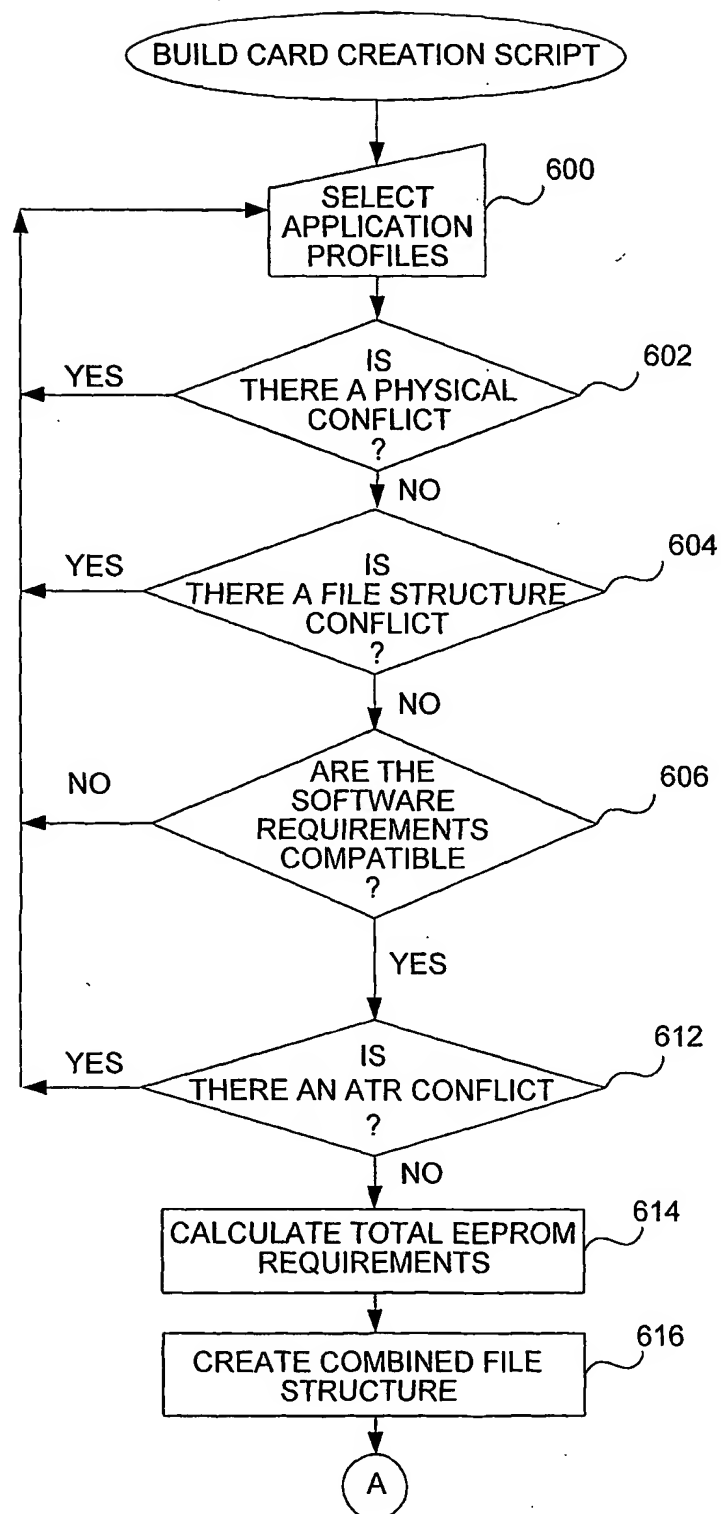 BUILD CARD CREATION SCRIPT
600
SELECT
APPLICATION
PROFILES
602
YES
IS
THERE A PHYSICAL
CONFLICT
?
NO
604
YES
IS
THERE A FILE STRUCTURE
CONFLICT
?
NO
606
NO
ARE THE
SOFTWARE
REQUIREMENTS
COMPATIBLE
?
YES
612
YES
IS
THERE AN ATR CONFLICT
?
NO
614
CALCULATE TOTAL EEPROM
REQUIREMENTS
616
CREATE COMBINED FILE
STRUCTURE
A